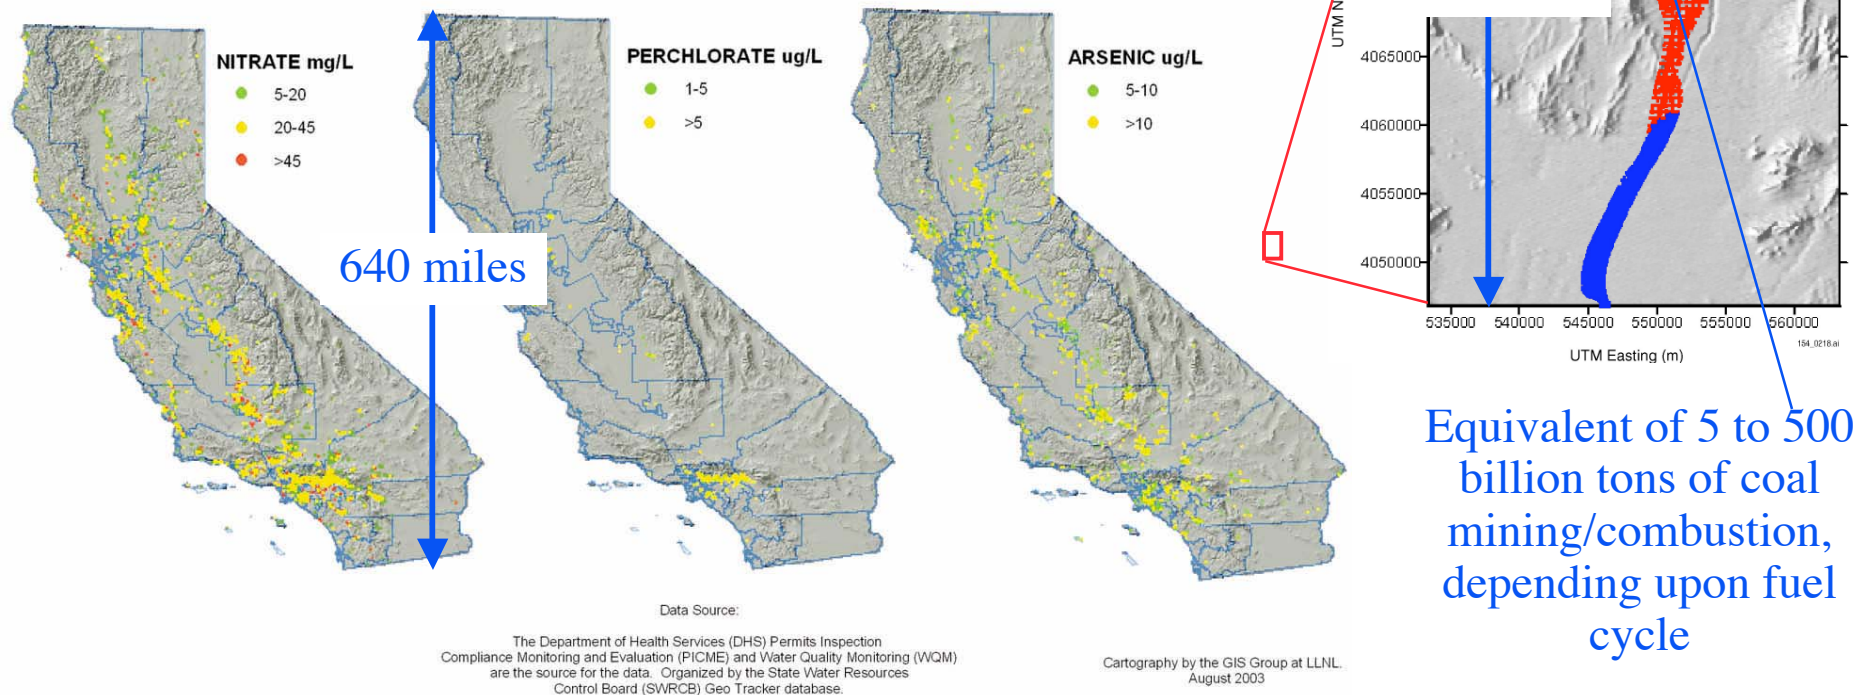 NITRATE mg/L
5-20
20-45
>45
640 miles
PERCHLORATE ug/L
1-5
>5
ARSENIC ug/L
5-10
>10
UTM N
4065000
4060000
4055000
4050000
535000 540000 545000 550000 555000 560000
UTM Easting (m)
154_0218.ai
Equivalent of 5 to 500
billion tons of coal
mining/combustion,
depending upon fuel
cycle
Data Source:
The Department of Health Services (DHS) Permits Inspection
Compliance Monitoring and Evaluation (PICME) and Water Quality Monitoring (WQM)
are the source for the data. Organized by the State Water Resources
Control Board (SWRCB) Geo Tracker database.
Cartography by the GIS Group at LLNL.
August 2003